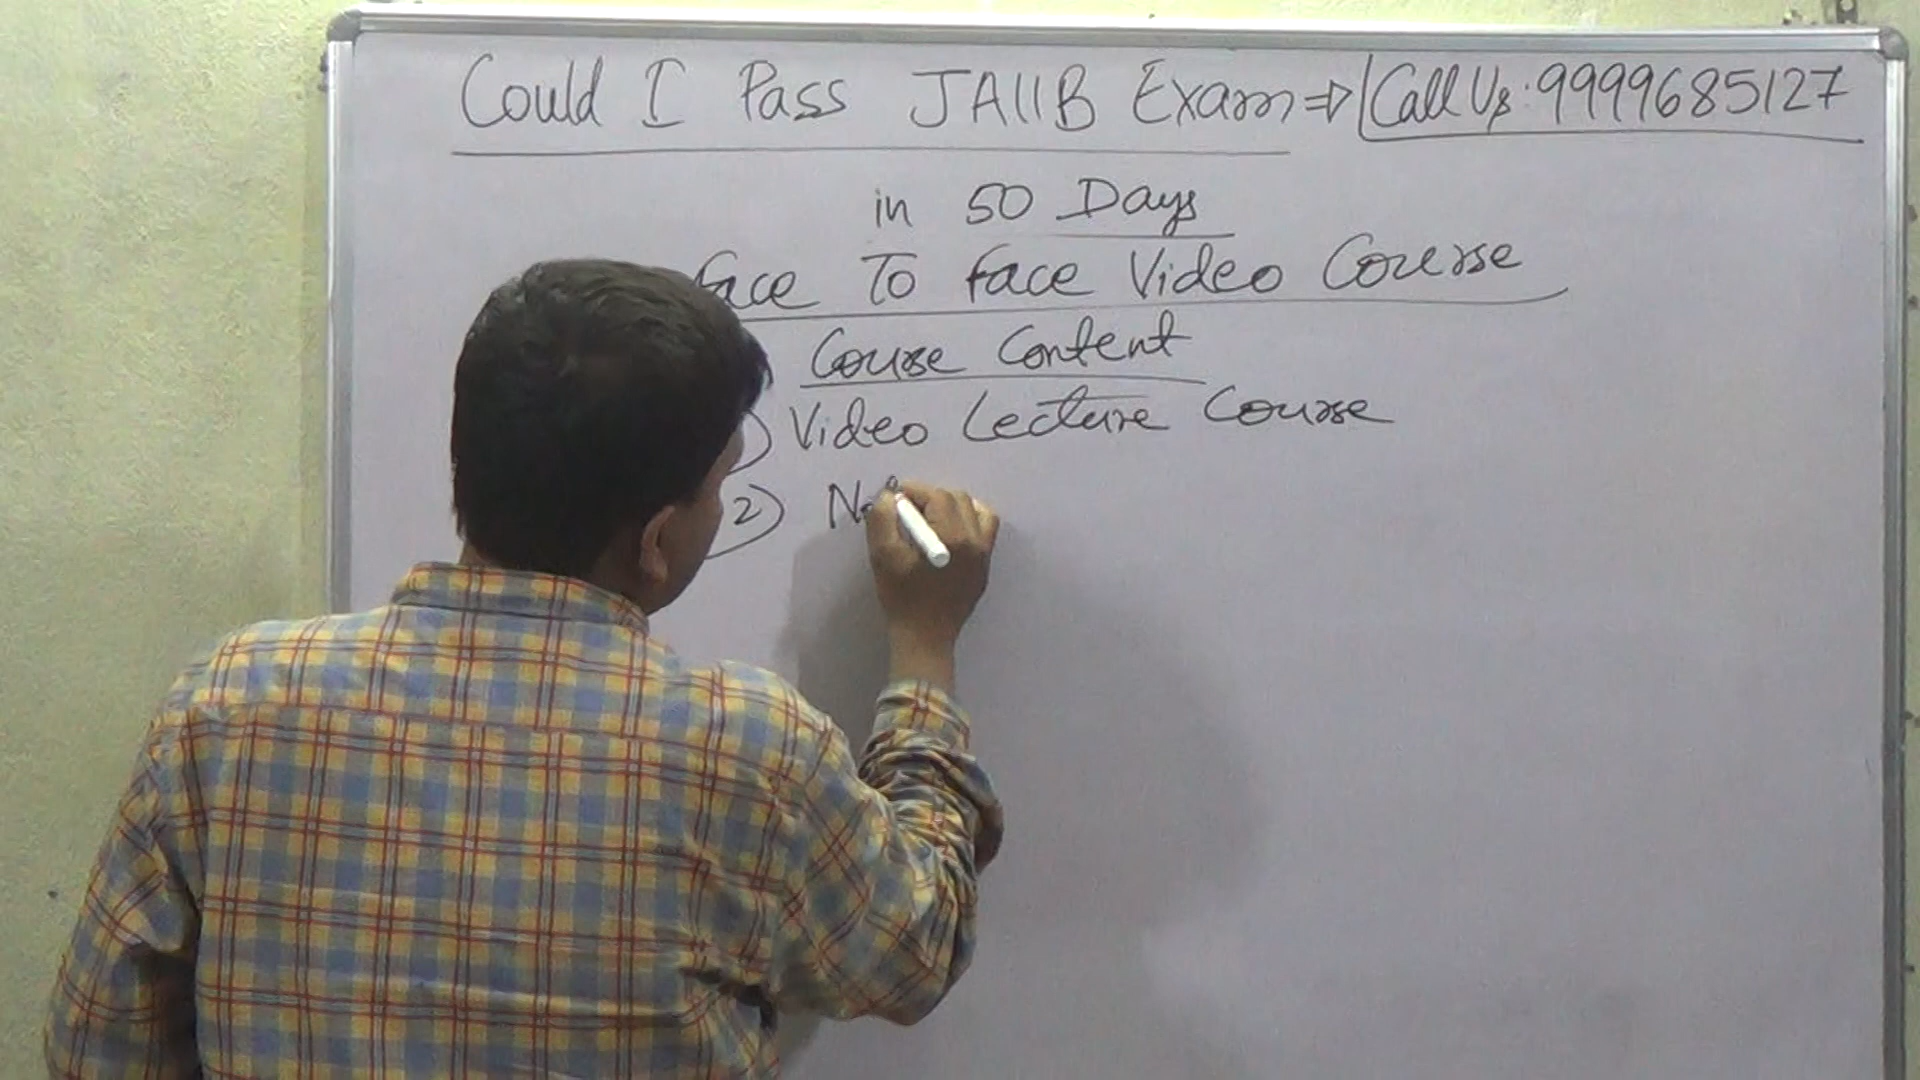 Could I Pass JAIIB Exam ⇒ Call Us: 9999685127
in 50 Days
Face To Face Video Course
Course Content
) Video Lecture Course
2)